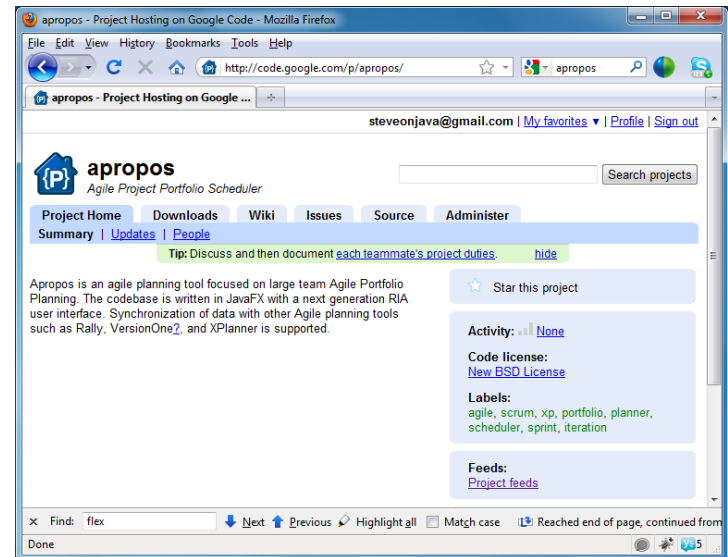 apropos - Project Hosting on Google Code - Mozilla Firefox
File Edit View History Bookmarks Tools Help
http://code.google.com/p/apropos/
apropos
apropos - Project Hosting on Google ...
steveonjava@gmail.com | My favorites ▼ | Profile | Sign out
{P}
apropos
Agile Project Portfolio Scheduler
Search projects
Project Home Downloads Wiki Issues Source Administer
Summary | Updates | People
Tip: Discuss and then document each teammate's project duties. hide
Apropos is an agile planning tool focused on large team Agile Portfolio
Planning. The codebase is written in JavaFX with a next generation RIA
user interface. Synchronization of data with other Agile planning tools
such as Rally, VersionOne?, and XPlanner is supported.
Star this project
Activity: None
Code license:
New BSD License
Labels:
agile, scrum, xp, portfolio, planner,
scheduler, sprint, iteration
Feeds:
Project feeds
× Find: flex Next Previous Highlight all Match case Reached end of page, continued from
Done 5